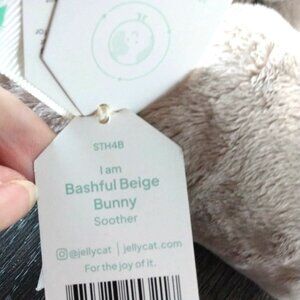 STH4B
I am
Bashful Beige
Bunny
Soother
@jellycat | jellycat.com
For the joy of it.